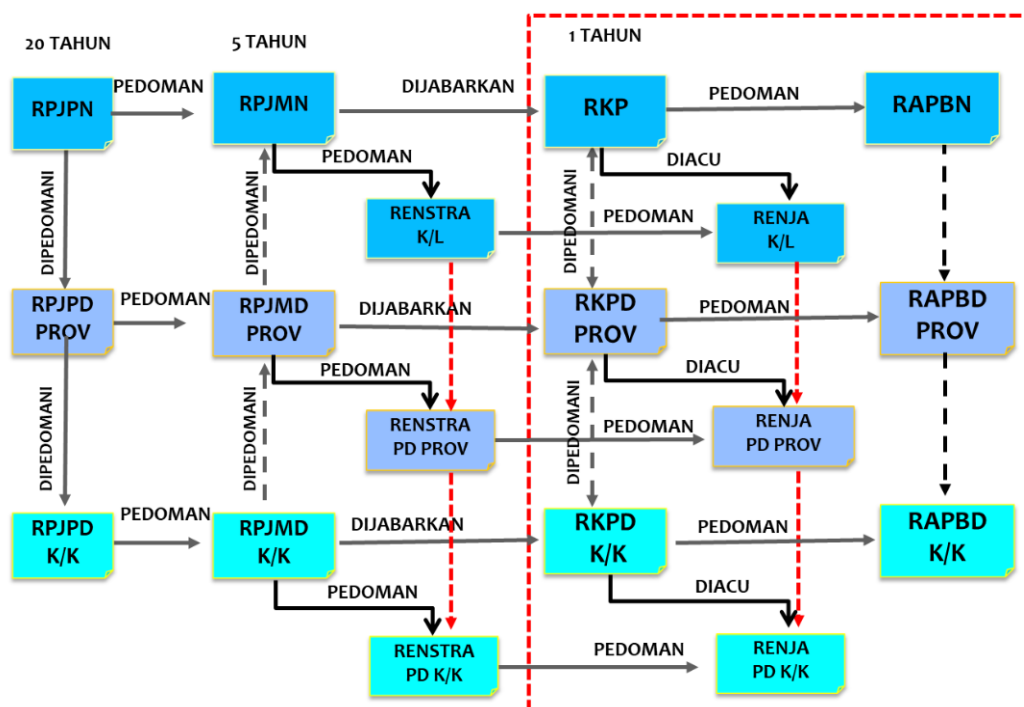 20 TAHUN
5 TAHUN
1 TAHUN
RPJPN
PEDOMAN
RPJMN
DIJABARKAN
RKP
PEDOMAN
RAPBN
DIPEDOMANI
DIPEDOMANI
PEDOMAN
RENSTRA
K/L
PEDOMAN
DIPEDOMANI
DIACU
RENJA
K/L
RPJPD
PROV
PEDOMAN
RPJMD
PROV
DIJABARKAN
RKPD
PROV
PEDOMAN
RAPBD
PROV
DIPEDOMANI
DIPEDOMANI
PEDOMAN
RENSTRA
PD PROV
PEDOMAN
DIPEDOMANI
DIACU
RENJA
PD PROV
RPJPD
K/K
PEDOMAN
RPJMD
K/K
DIJABARKAN
RKPD
K/K
PEDOMAN
RAPBD
K/K
PEDOMAN
RENSTRA
PD K/K
PEDOMAN
DIACU
RENJA
PD K/K